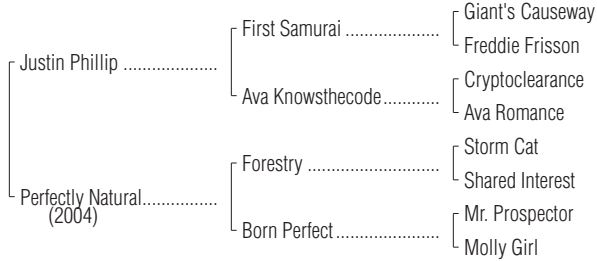 Giant's Causeway
First Samurai ....................
Freddie Frisson
Justin Phillip ....................
Cryptoclearance
Ava Knowsthecode............
Ava Romance
Storm Cat
Forestry ............................
Shared Interest
Perfectly Natural................
(2004)
Mr. Prospector
Born Perfect......................
Molly Girl